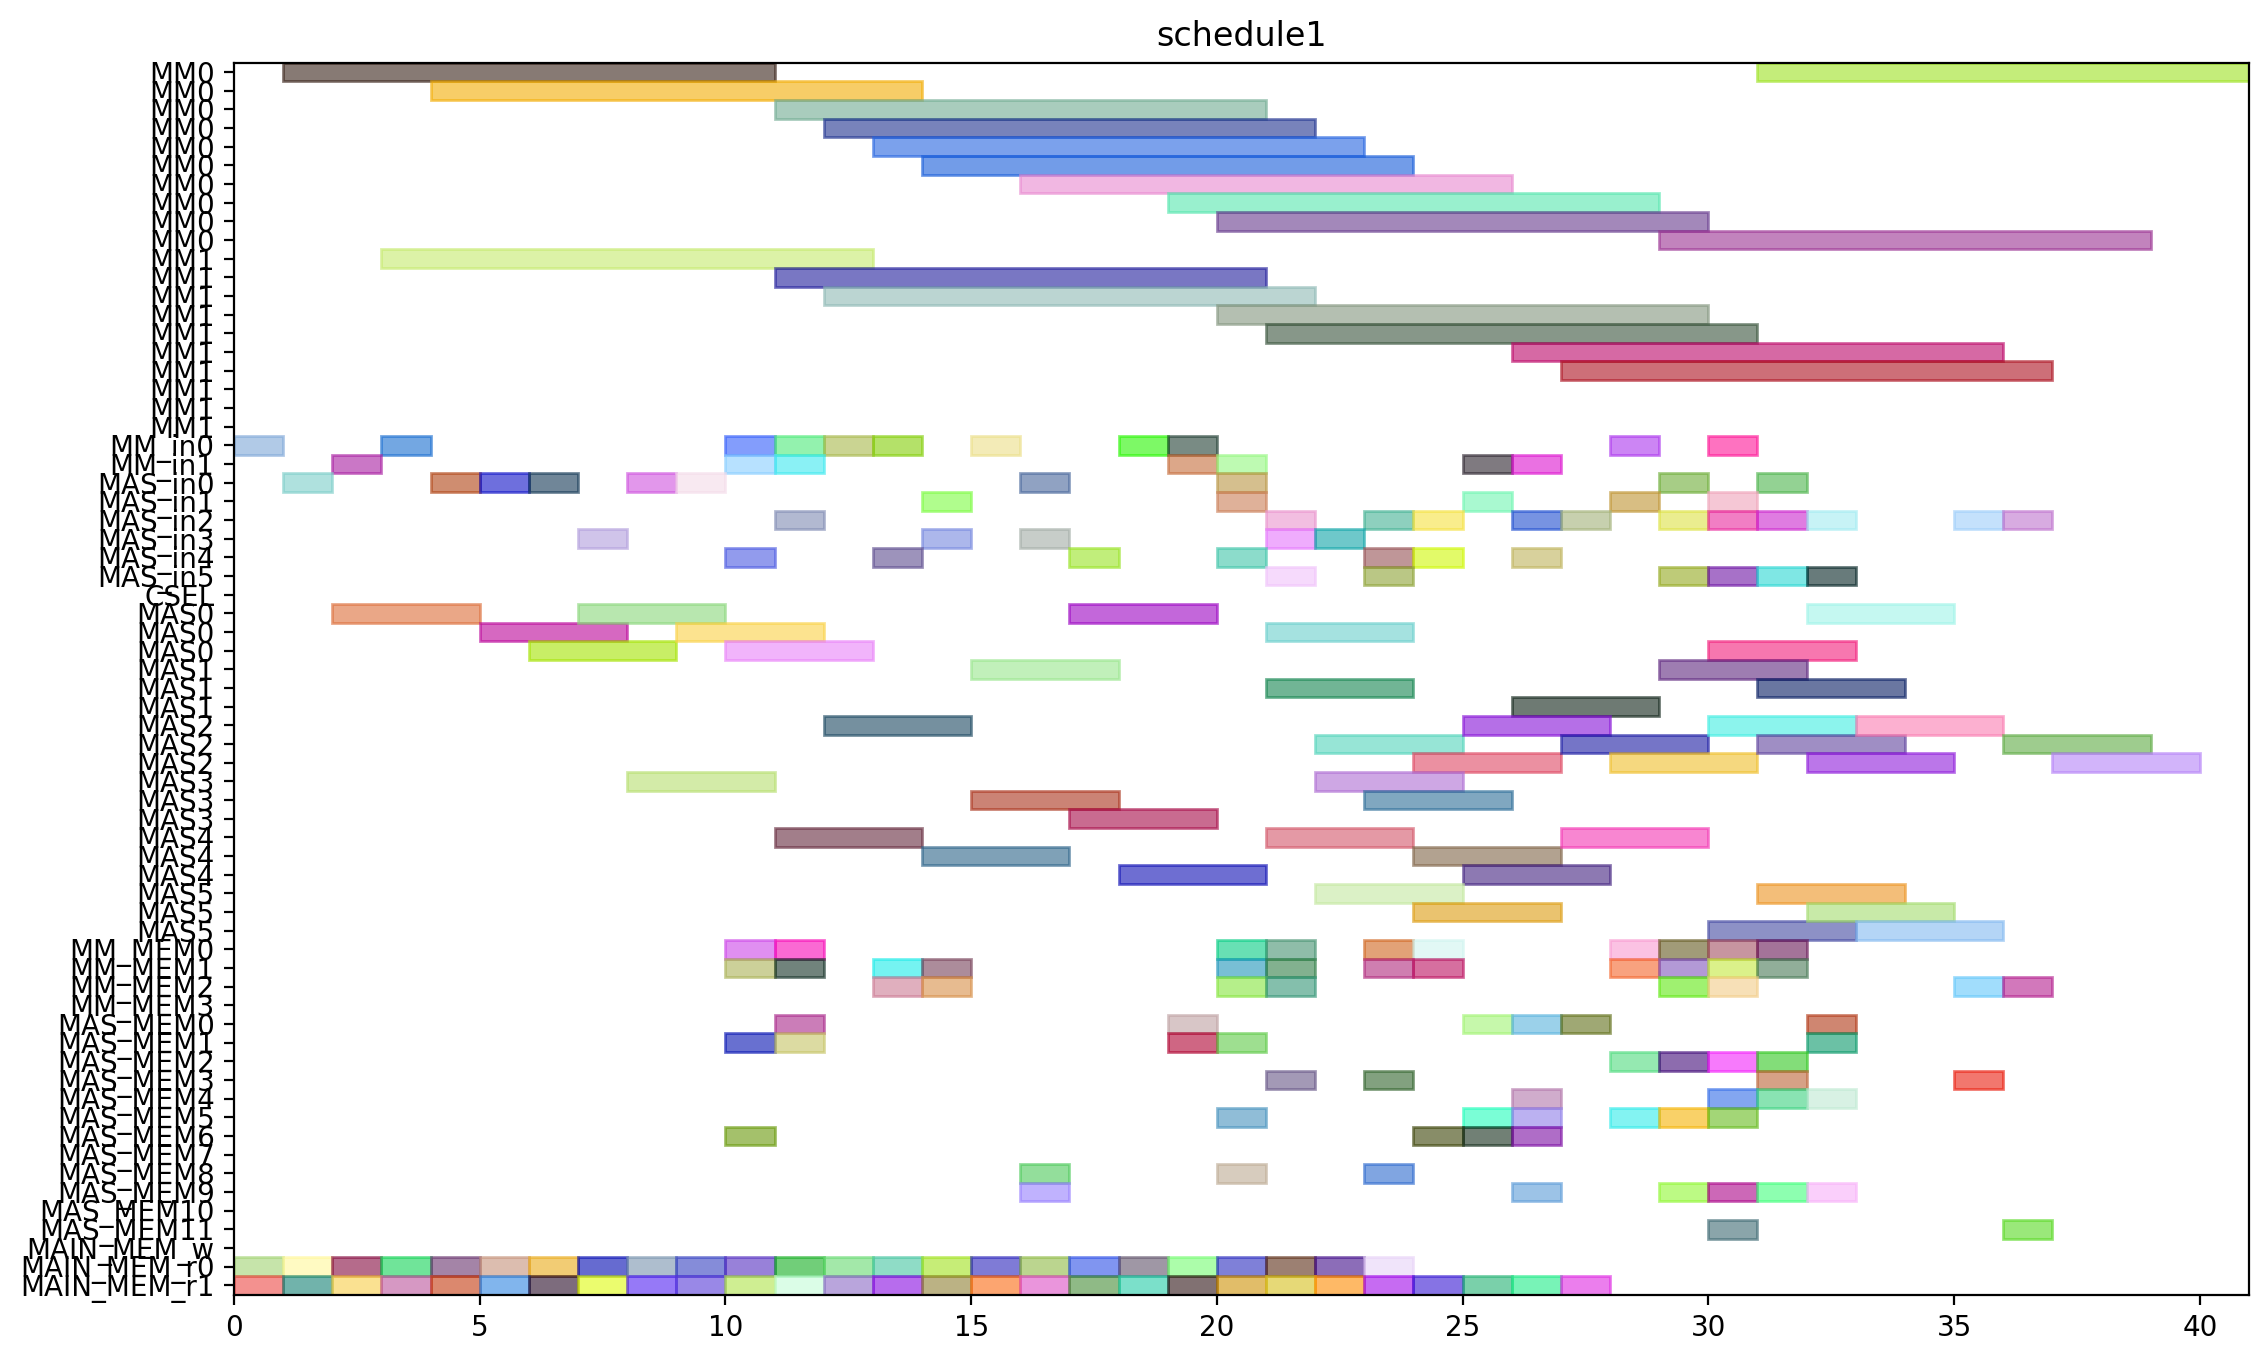 schedule1
MM0
MM0
MM0
MM0
MM0
MM0
MM0
MM0
MM0
MM0
MM1
MM1
MM1
MM1
MM1
MM1
MM1
MM1
MM1
MM1
MM_in0
MM_in1
MAS_in0
MAS_in1
MAS_in2
MAS_in3
MAS_in4
MAS_in5
CSEL
MAS0
MAS0
MAS0
MAS1
MAS1
MAS1
MAS2
MAS2
MAS2
MAS3
MAS3
MAS3
MAS4
MAS4
MAS4
MAS5
MAS5
MAS5
MM_MEM0
MM_MEM1
MM_MEM2
MM_MEM3
MAS_MEM0
MAS_MEM1
MAS_MEM2
MAS_MEM3
MAS_MEM4
MAS_MEM5
MAS_MEM6
MAS_MEM7
MAS_MEM8
MAS_MEM9
MAS_MEM10
MAS_MEM11
MAIN_MEM_w
MAIN_MEM_r0
MAIN_MEM_r1
0 5 10 15 20 25 30 35 40